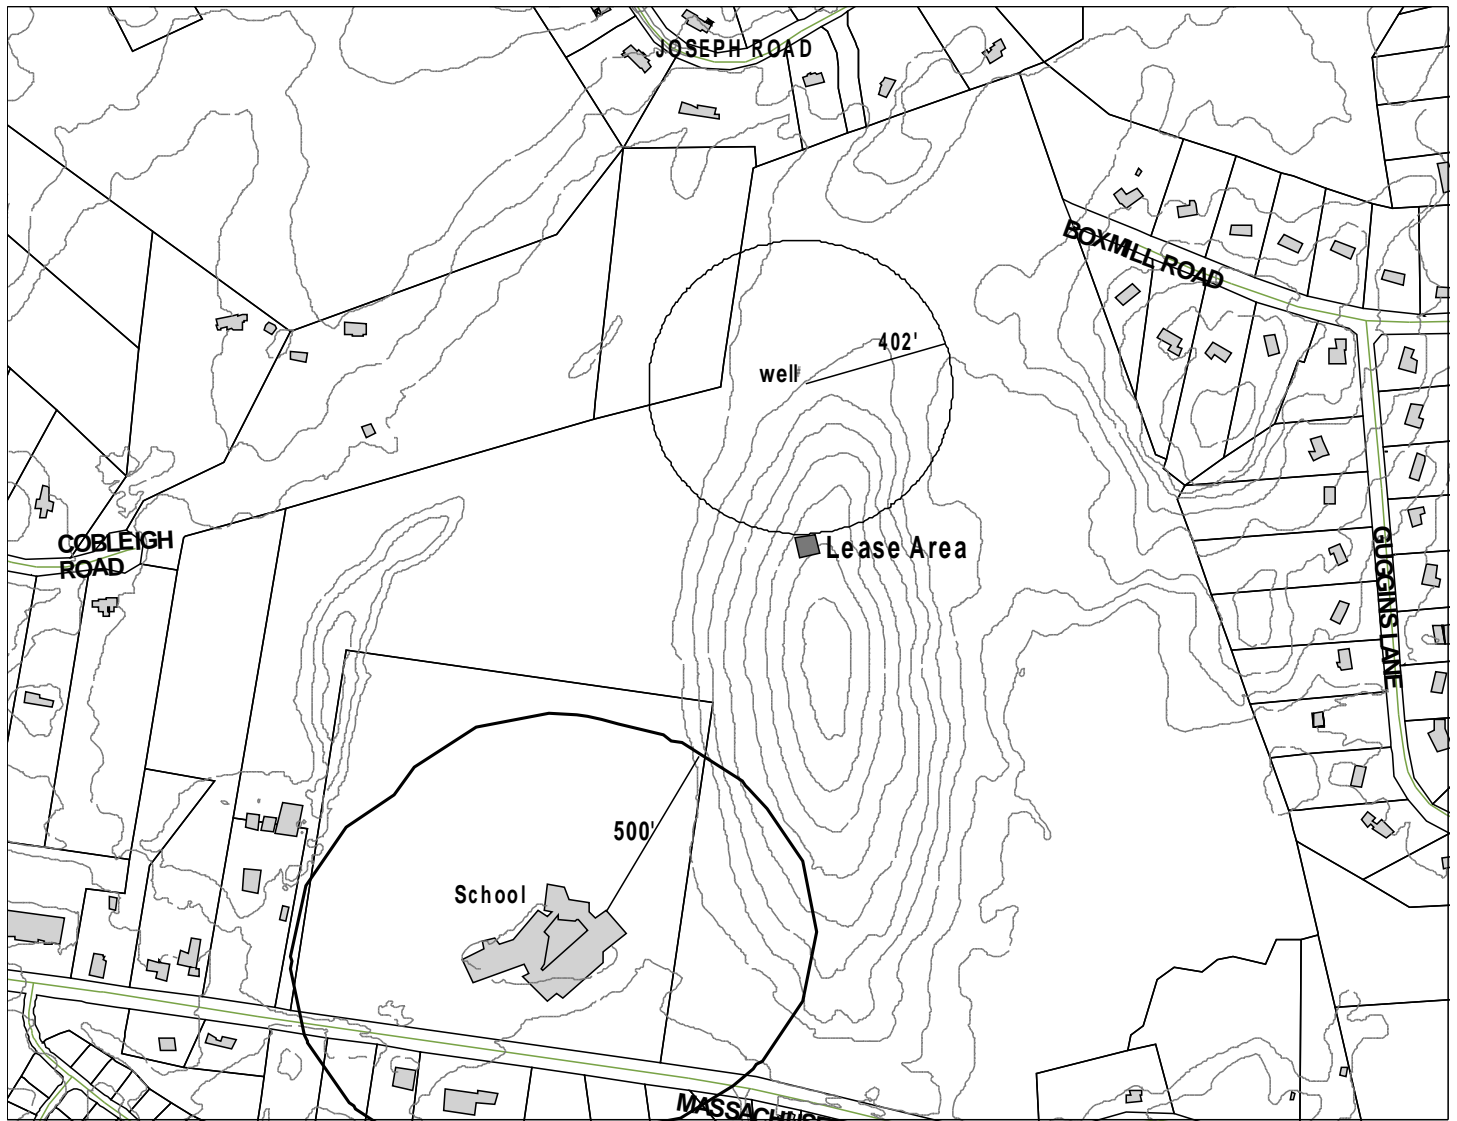 JOSEPH ROAD
BOXMILL ROAD
402'
well
COBLEIGH
ROAD
Lease Area
GUGGINS LANE
500'
School